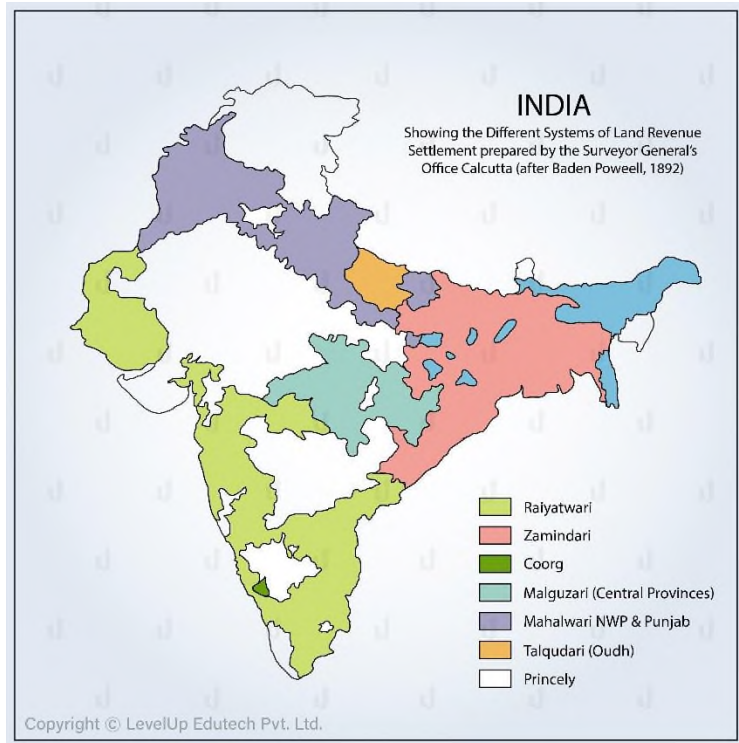 INDIA
Showing the Different Systems of Land Revenue
Settlement prepared by the Surveyor General's
Office Calcutta (after Baden Poweell, 1892)
Raiyatwari
Zamindari
Coorg
Malguzari (Central Provinces)
Mahalwari NWP & Punjab
Talqudari (Oudh)
Princely
Copyright © LevelUp Edutech Pvt. Ltd.